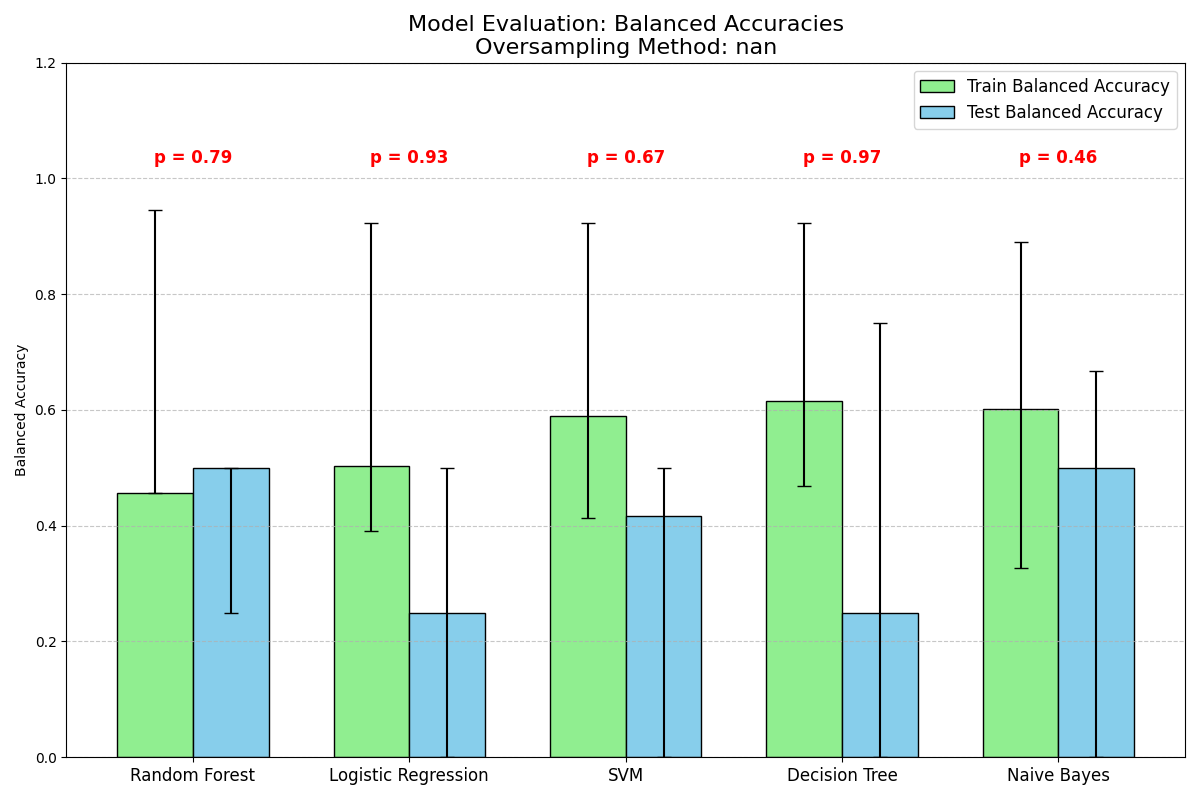 Model Evaluation: Balanced Accuracies
Oversampling Method: nan
Train Balanced Accuracy
Test Balanced Accuracy
p = 0.79
p = 0.93
p = 0.67
p = 0.97
p = 0.46
Balanced Accuracy
1.2
1.0
0.8
0.6
0.4
0.2
0.0
Random Forest
Logistic Regression
SVM
Decision Tree
Naive Bayes